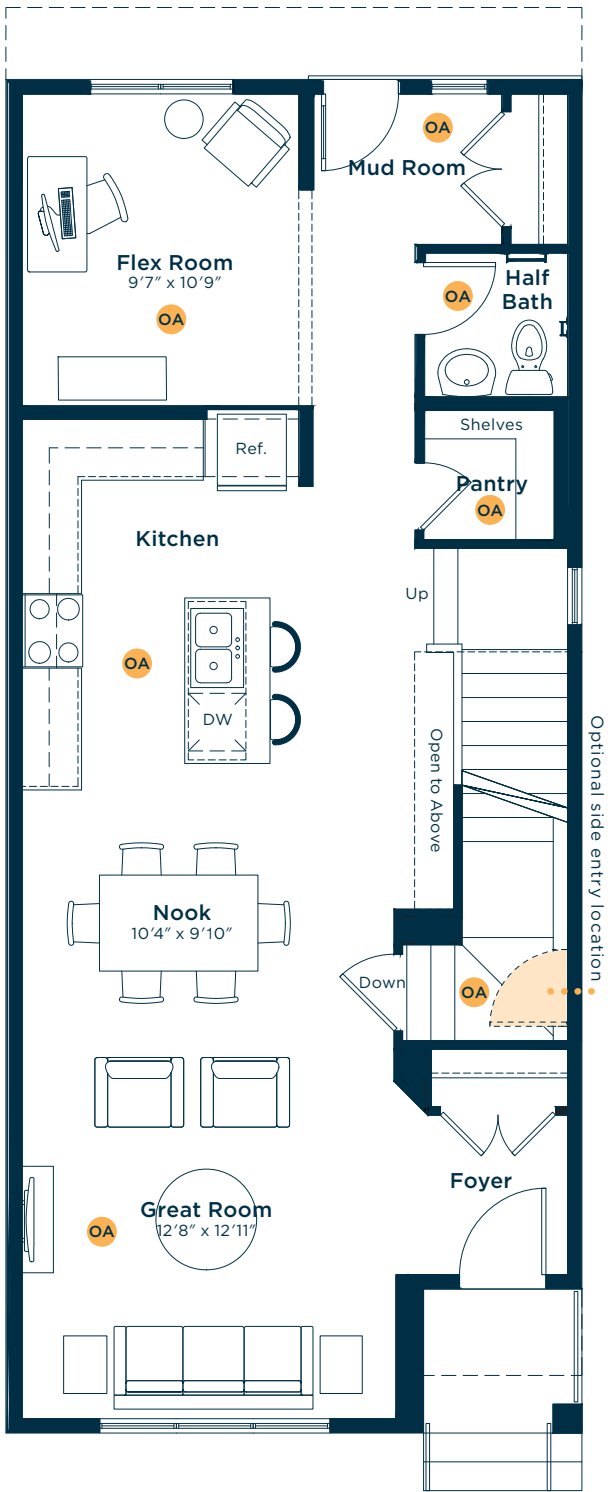 OA
Mud Room
Flex Room
9'7" x 10'9"
OA
OA
Half
Bath
Shelves
Pantry
OA
Ref.
Kitchen
Up
OA
DW
Open to Above
Optional side entry location
Nook
10'4" x 9'10"
Down
OA
Foyer
Great Room
12'8" x 12'11"
OA